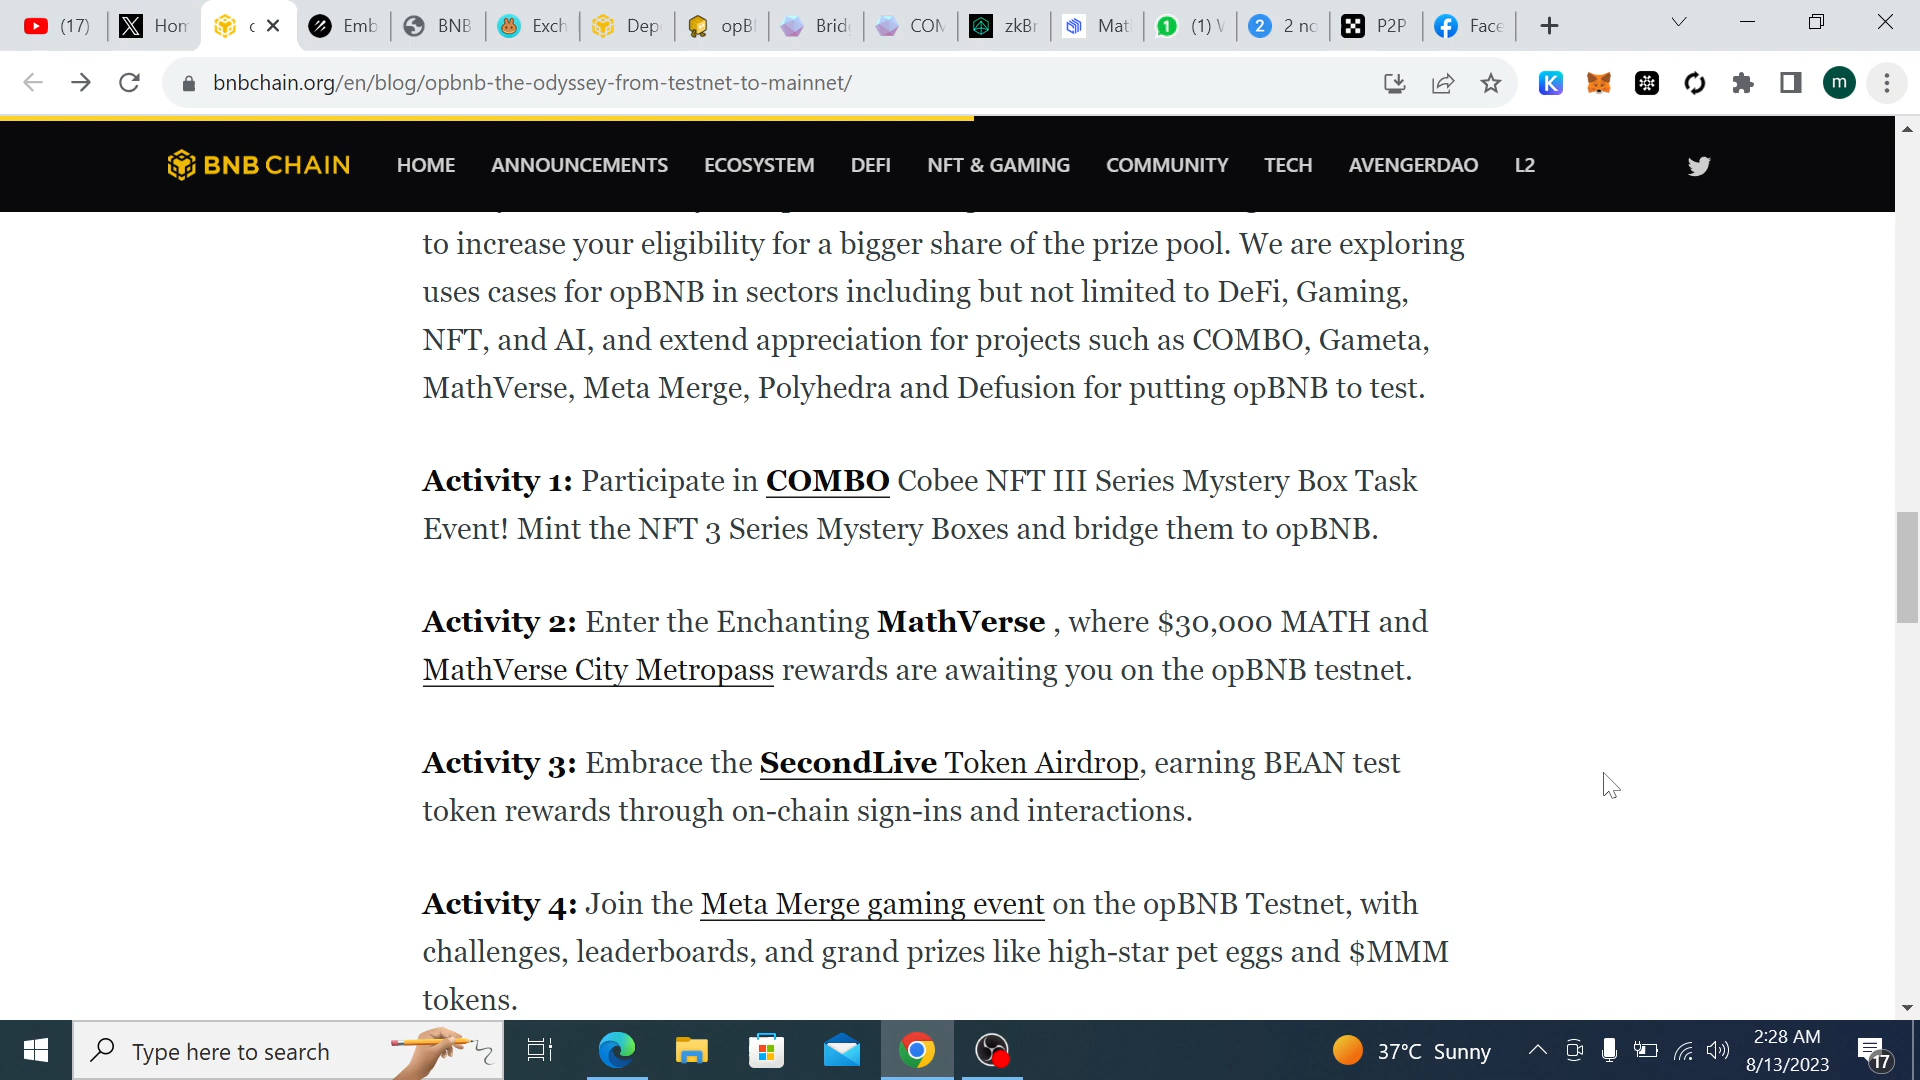 (17)
Hon
Emb
BNB
Exch
Dep
opBI
Brid
COM
zkBr
Mat
(1)
2 no
P2P
Face
bnbchain.org/en/blog/opbnb-the-odyssey-from-testnet-to-mainnet/
K
m
BNB CHAIN
HOME
ANNOUNCEMENTS
ECOSYSTEM
DEFI
NFT & GAMING
COMMUNITY
TECH
AVENGERDAO
L2
to increase your eligibility for a bigger share of the prize pool. We are exploring
uses cases for opBNB in sectors including but not limited to DeFi, Gaming,
NFT, and AI, and extend appreciation for projects such as COMBO, Gameta,
MathVerse, Meta Merge, Polyhedra and Defusion for putting opBNB to test.
Activity 1: Participate in COMBO Cobee NFT III Series Mystery Box Task
Event! Mint the NFT 3 Series Mystery Boxes and bridge them to opBNB.
Activity 2: Enter the Enchanting MathVerse , where $30,000 MATH and
MathVerse City Metropass rewards are awaiting you on the opBNB testnet.
Activity 3: Embrace the SecondLive Token Airdrop, earning BEAN test
token rewards through on-chain sign-ins and interactions.
Activity 4: Join the Meta Merge gaming event on the opBNB Testnet, with
challenges, leaderboards, and grand prizes like high-star pet eggs and $MMM
tokens.
Type here to search
37°C Sunny
2:28 AM
8/13/2023
17